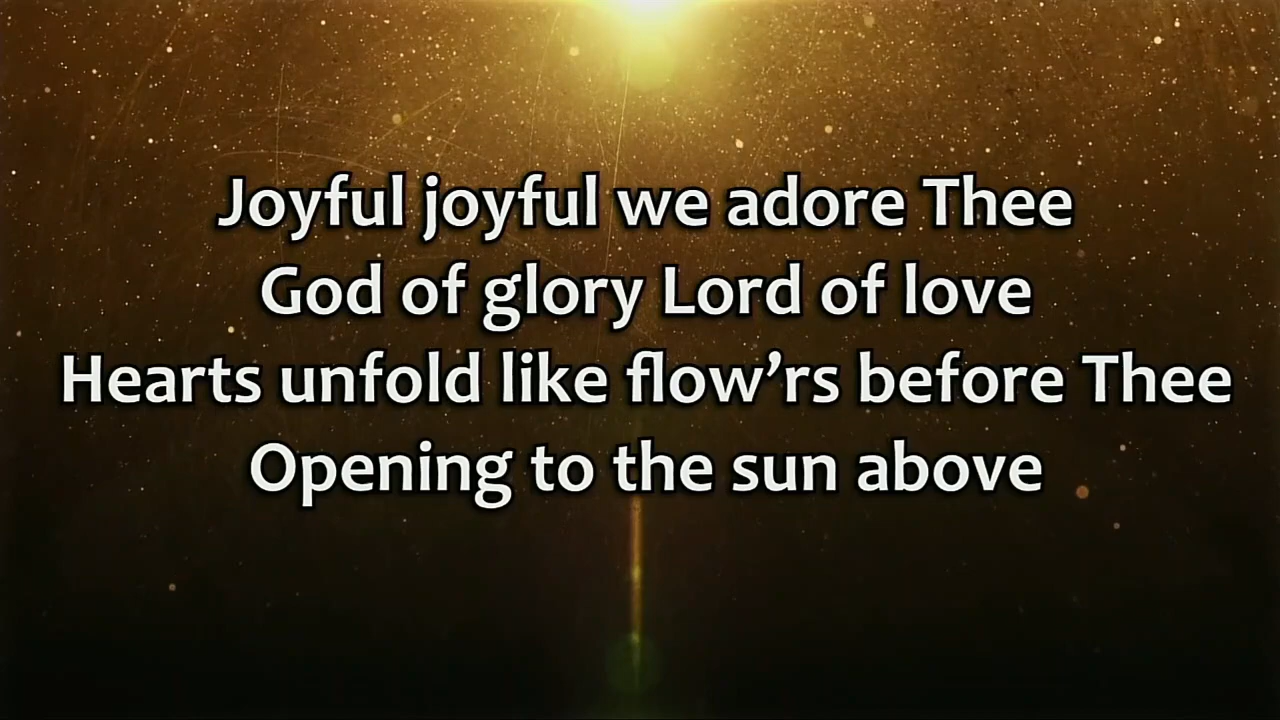 Joyful joyful we adore Thee
God of glory Lord of love
Hearts unfold like flow’rs before Thee
Opening to the sun above